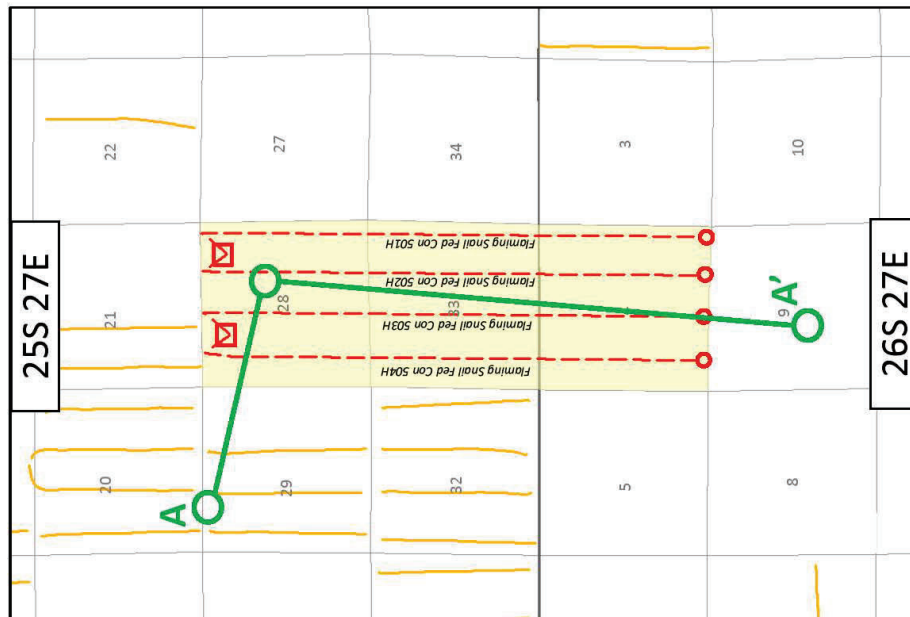 22
27
34
3
10
25S 27E
26S 27E
Flaming Snail Fed Con 501H
Flaming Snail Fed Con 502H
Flaming Snail Fed Con 503H
Flaming Snail Fed Con 504H
21
28
33
9
A'
A
20
29
32
5
8